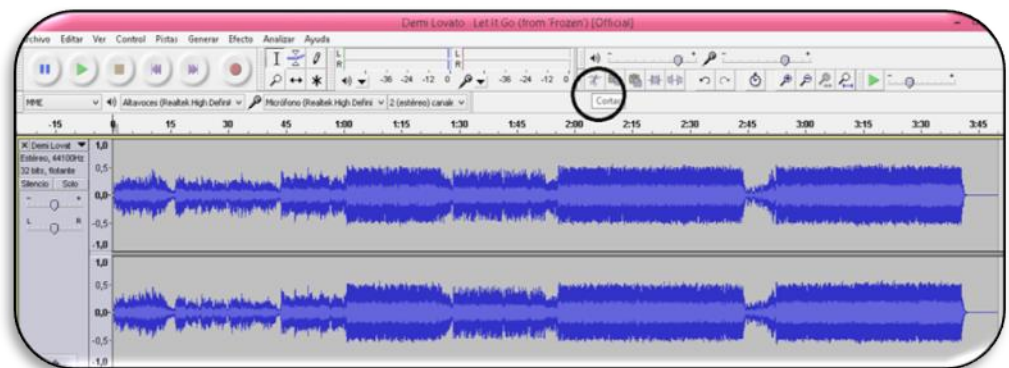 Demi Lovato Let It Go (from 'Frozen') [Official]
chivo Editar Ver Control Pistas Generar Efecto Analizar Ayuda
L
R
L
R
-36 -24 -12 0
-36 -24 -12 0
Cortar
MME
Altavoces (Realtek High Definit
Micrófono (Realtek High Defini
2 (estéreo) canale
-15 0 15 30 45 1:00 1:15 1:30 1:45 2:00 2:15 2:30 2:45 3:00 3:15 3:30 3:45
X Demi Lovat
Estéreo, 44100Hz
32 bits, flotante
Silencio Solo
- +
L R
1,0
0,5
0,0
-0,5
-1,0
1,0
0,5
0,0
-0,5
-1,0